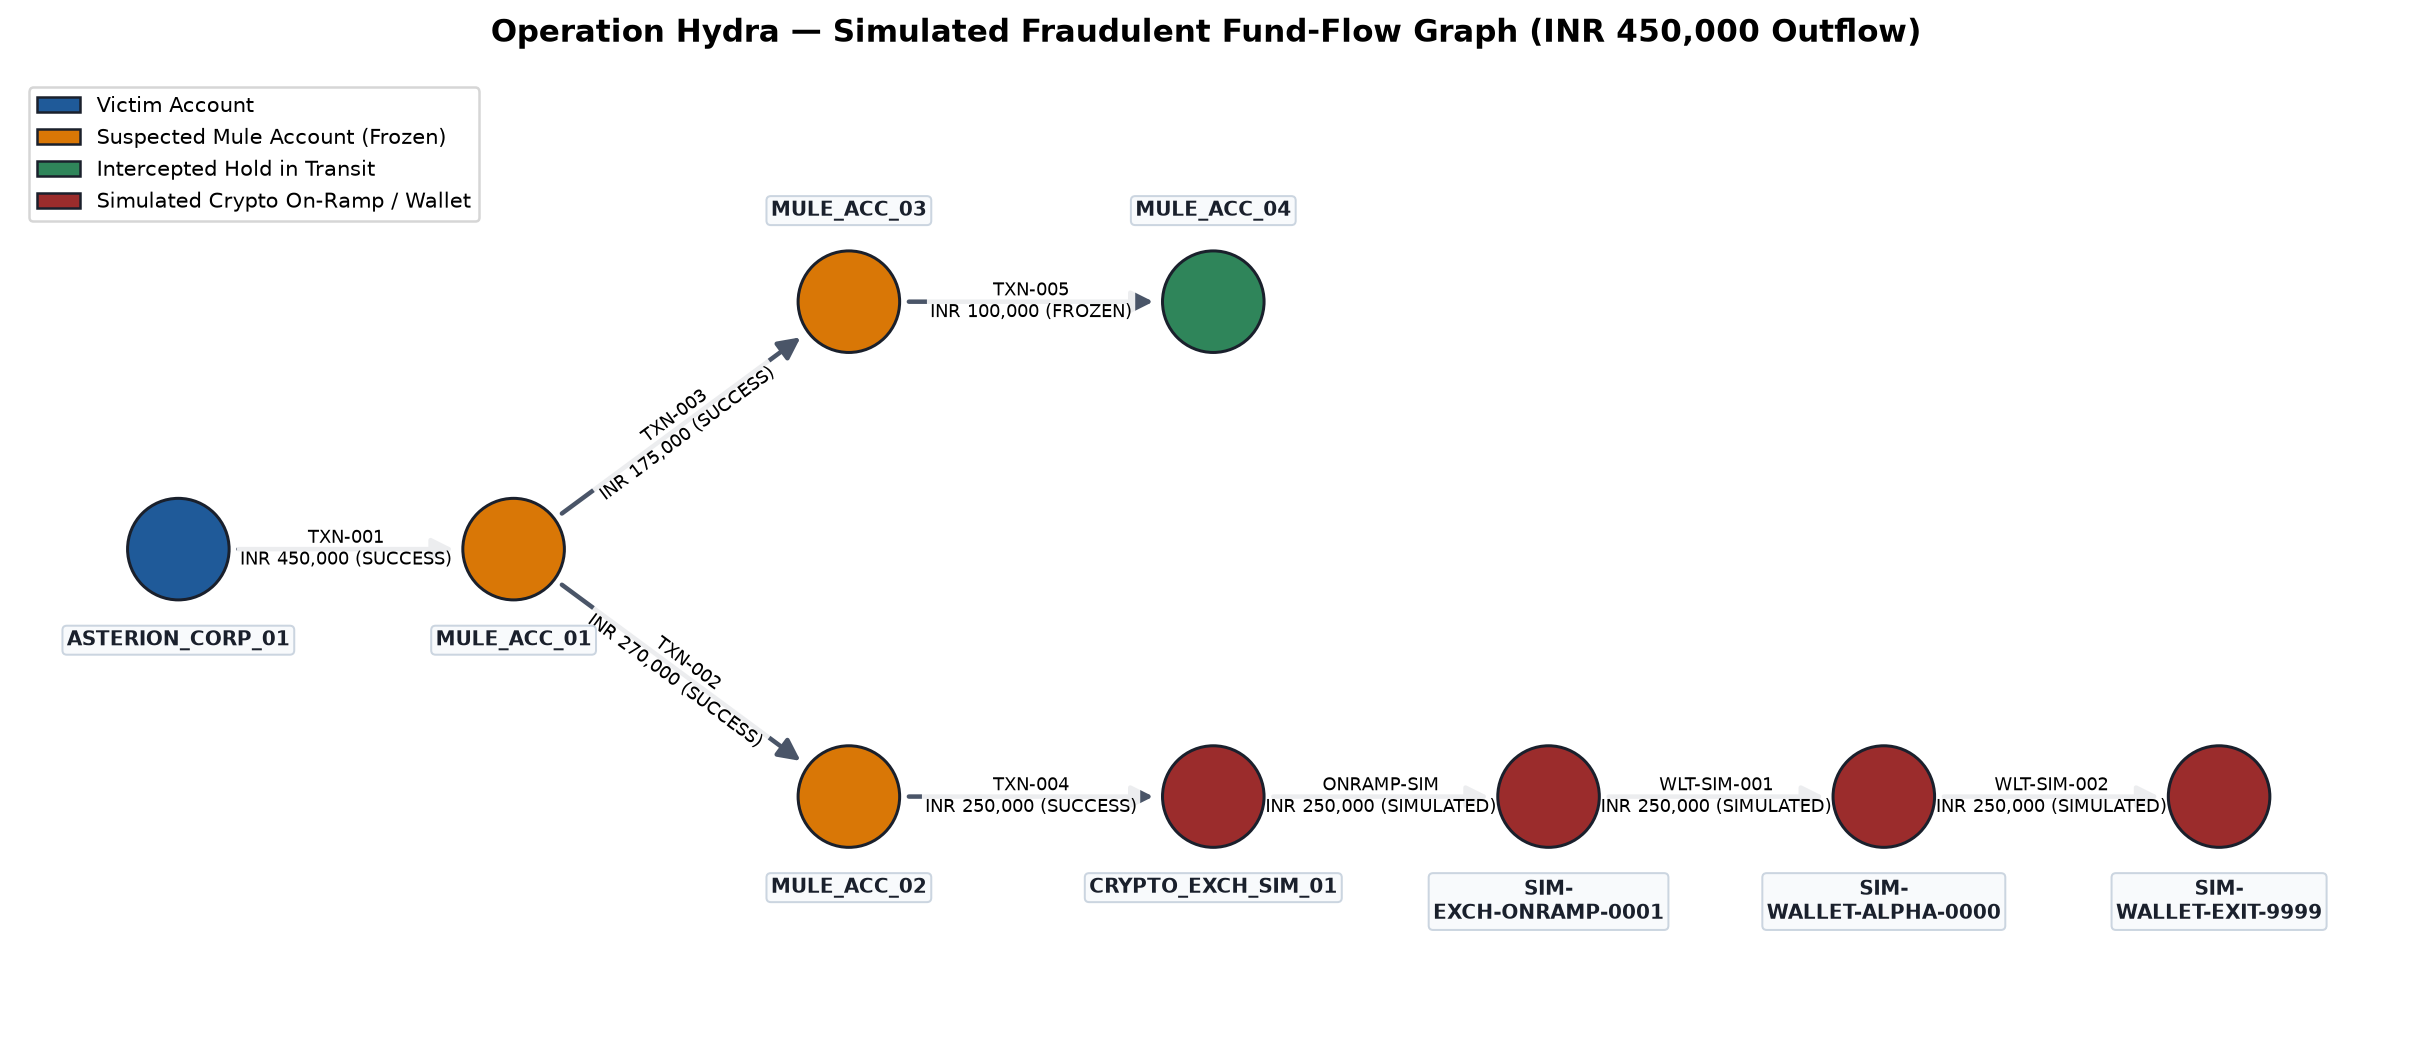 Operation Hydra — Simulated Fraudulent Fund-Flow Graph (INR 450,000 Outflow)
Victim Account
Suspected Mule Account (Frozen)
Intercepted Hold in Transit
Simulated Crypto On-Ramp / Wallet
MULE_ACC_03
MULE_ACC_04
TXN-005
INR 100,000 (FROZEN)
TXN-003
INR 175,000 (SUCCESS)
TXN-001
INR 450,000 (SUCCESS)
ASTERION_CORP_01
MULE_ACC_01
TXN-002
INR 270,000 (SUCCESS)
TXN-004
INR 250,000 (SUCCESS)
ONRAMP-SIM
INR 250,000 (SIMULATED)
WLT-SIM-001
INR 250,000 (SIMULATED)
WLT-SIM-002
INR 250,000 (SIMULATED)
MULE_ACC_02
CRYPTO_EXCH_SIM_01
SIM-
EXCH-ONRAMP-0001
SIM-
WALLET-ALPHA-0000
SIM-
WALLET-EXIT-9999